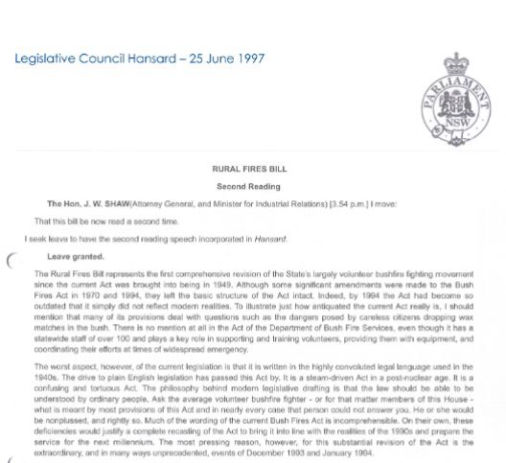 Legislative Council Hansard – 25 June 1997
PARLIAMENT
NSW
RURAL FIRES BILL
Second Reading
The Hon. J. W. SHAW(Attorney General, and Minister for Industrial Relations) [3.54 p.m.] I move:
That this bill be now read a second time.
I seek leave to have the second reading speech incorporated in Hansard.
Leave granted.
The Rural Fires Bill represents the first comprehensive revision of the State's largely volunteer bushfire fighting movement
since the current Act was brought into being in 1949. Although some significant amendments were made to the Bush
Fires Act in 1970 and 1994, they left the basic structure of the Act intact. Indeed, by 1994 the Act had become so
outdated that it simply did not reflect modern realities. To illustrate just how antiquated the current Act really is, I should
mention that many of its provisions deal with questions such as the dangers posed by careless citizens dropping wax
matches in the bush. There is no mention at all in the Act of the Department of Bush Fire Services, even though it has a
statewide staff of over 100 and plays a key role in supporting and training volunteers, providing them with equipment, and
coordinating their efforts at times of widespread emergency.
The worst aspect, however, of the current legislation is that it is written in the highly convoluted legal language used in the
1940s. The drive to plain English legislation has passed this Act by. It is a steam-driven Act in a post-nuclear age. It is a
confusing and tortuous Act. The philosophy behind modern legislative drafting is that the law should be able to be
understood by ordinary people. Ask the average volunteer bushfire fighter - or for that matter members of this House -
what is meant by most provisions of this Act and in nearly every case that person could not answer you. He or she would
be nonplussed, and rightly so. Much of the wording of the current Bush Fires Act is incomprehensible. On their own, these
deficiencies would justify a complete recasting of the Act to bring it into line with the realities of the 1990s and prepare the
service for the next millennium. The most pressing reason, however, for this substantial revision of the Act is the
extraordinary, and in many ways unprecedented, events of December 1993 and January 1994.